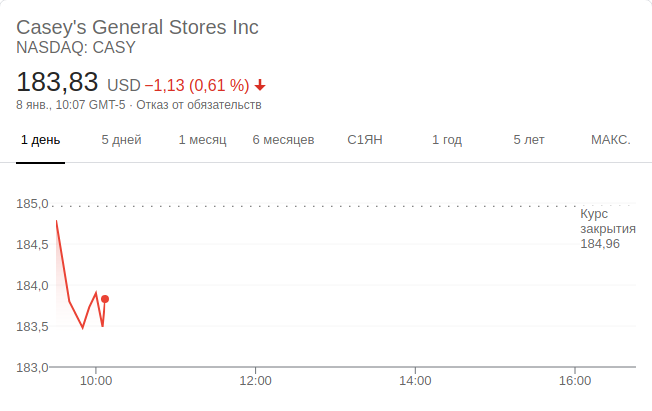 Casey's General Stores Inc
NASDAQ: CASY
183,83 USD −1,13 (0,61 %)
8 янв., 10:07 GMT-5 · Отказ от обязательств
1 день 5 дней 1 месяц 6 месяцев С1ЯН 1 год 5 лет МАКС.
185,0
Курс
закрытия
184,96
184,5
184,0
183,5
183,0
10:00 12:00 14:00 16:00